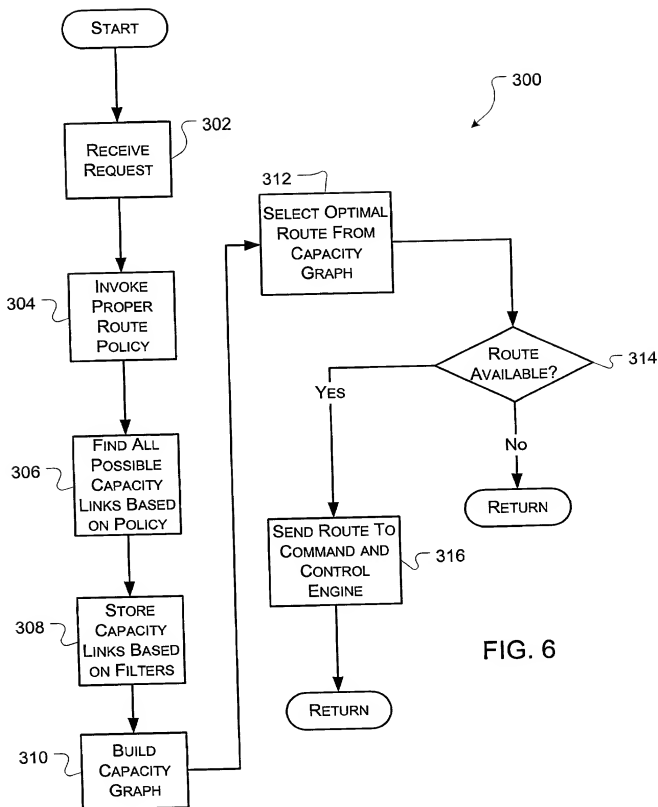 START
302
RECEIVE
REQUEST
304
INVOKE
PROPER
ROUTE
POLICY
306
FIND ALL
POSSIBLE
CAPACITY
LINKS BASED
ON POLICY
308
STORE
CAPACITY
LINKS BASED
ON FILTERS
310
BUILD
CAPACITY
GRAPH
300
312
SELECT OPTIMAL
ROUTE FROM
CAPACITY
GRAPH
ROUTE
AVAILABLE?
314
YES
NO
RETURN
SEND ROUTE TO
COMMAND AND
CONTROL
ENGINE
316
RETURN
FIG. 6